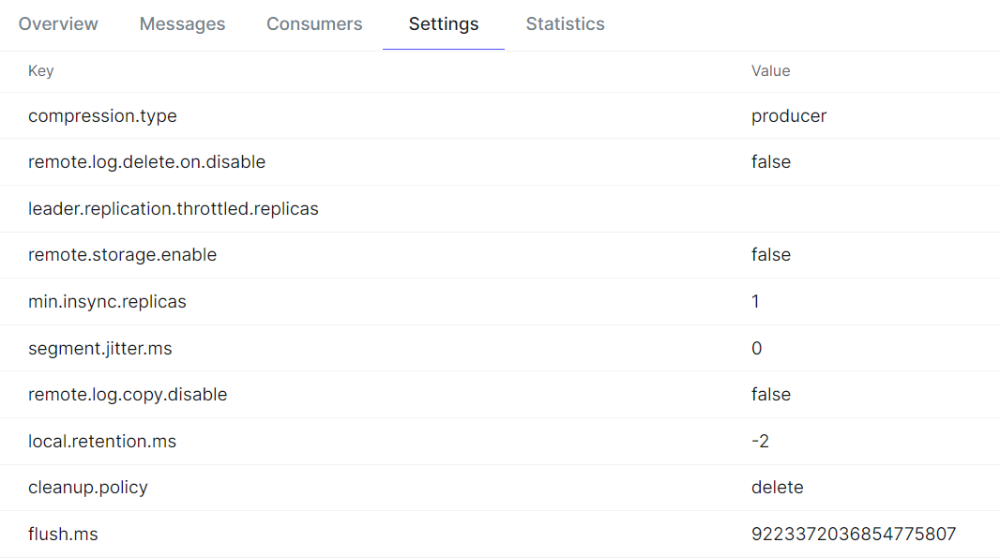 Overview Messages Consumers Settings Statistics
Key Value
compression.type producer
remote.log.delete.on.disable false
leader.replication.throttled.replicas
remote.storage.enable false
min.insync.replicas 1
segment.jitter.ms 0
remote.log.copy.disable false
local.retention.ms -2
cleanup.policy delete
flush.ms 9223372036854775807